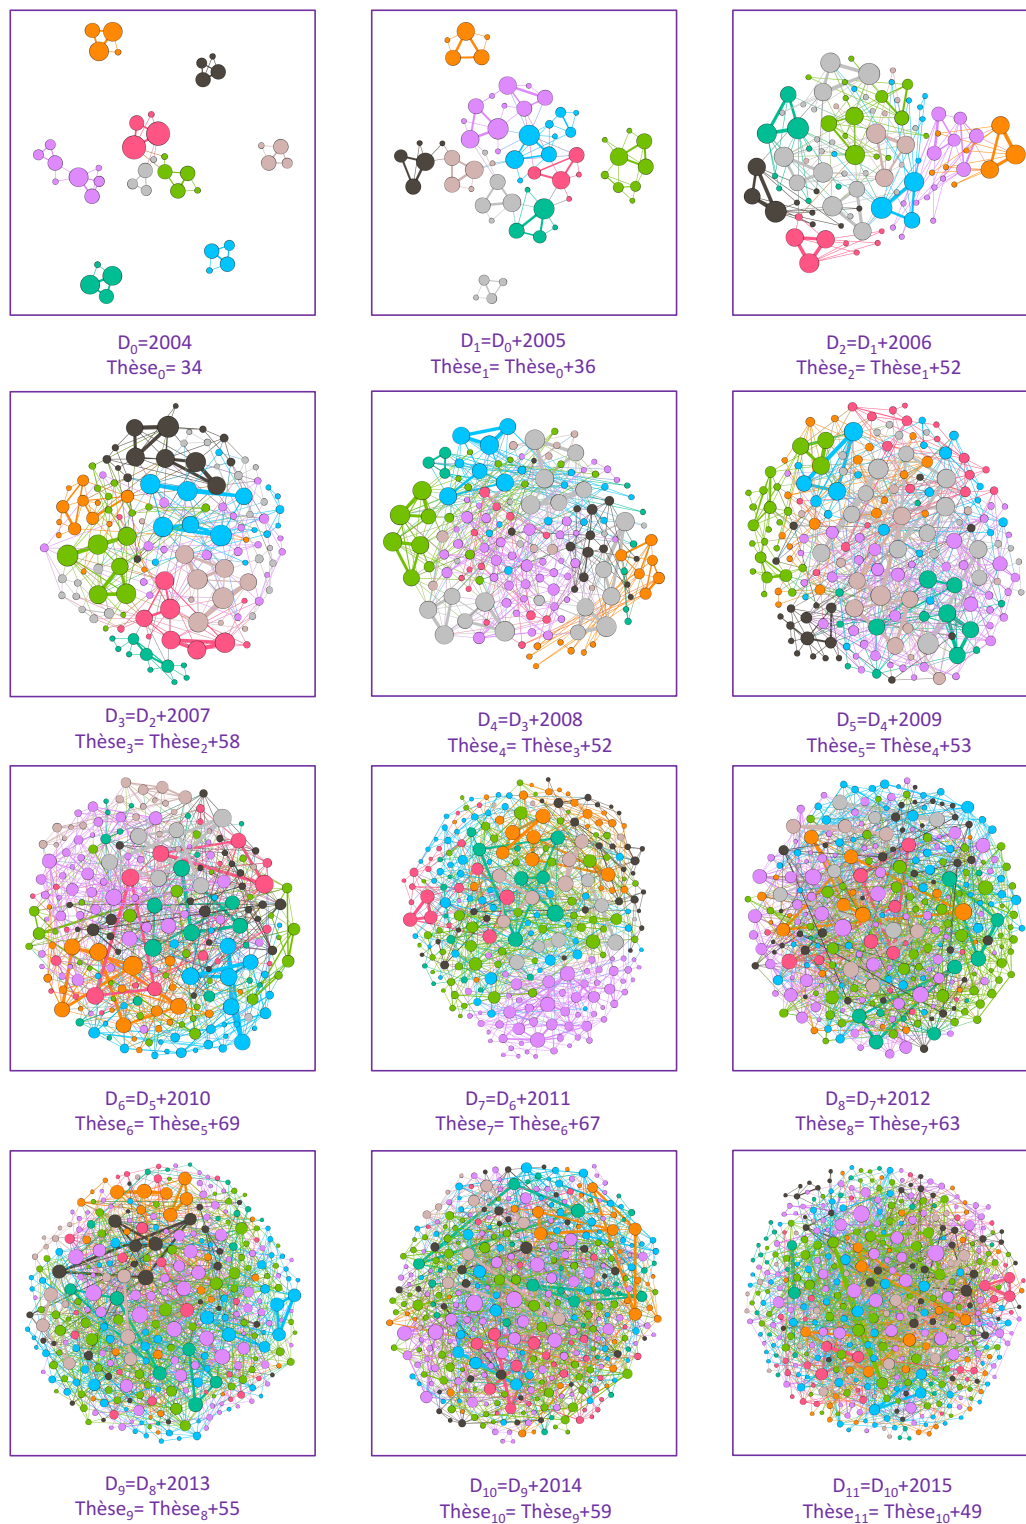 D₀=2004
Thèse₀= 34
D₁=D₀+2005
Thèse₁= Thèse₀+36
D₂=D₁+2006
Thèse₂= Thèse₁+52
D₃=D₂+2007
Thèse₃= Thèse₂+58
D₄=D₃+2008
Thèse₄= Thèse₃+52
D₅=D₄+2009
Thèse₅= Thèse₄+53
D₆=D₅+2010
Thèse₆= Thèse₅+69
D₇=D₆+2011
Thèse₇= Thèse₆+67
D₈=D₇+2012
Thèse₈= Thèse₇+63
D₉=D₈+2013
Thèse₉= Thèse₈+55
D₁₀=D₉+2014
Thèse₁₀= Thèse₉+59
D₁₁=D₁₀+2015
Thèse₁₁= Thèse₁₀+49